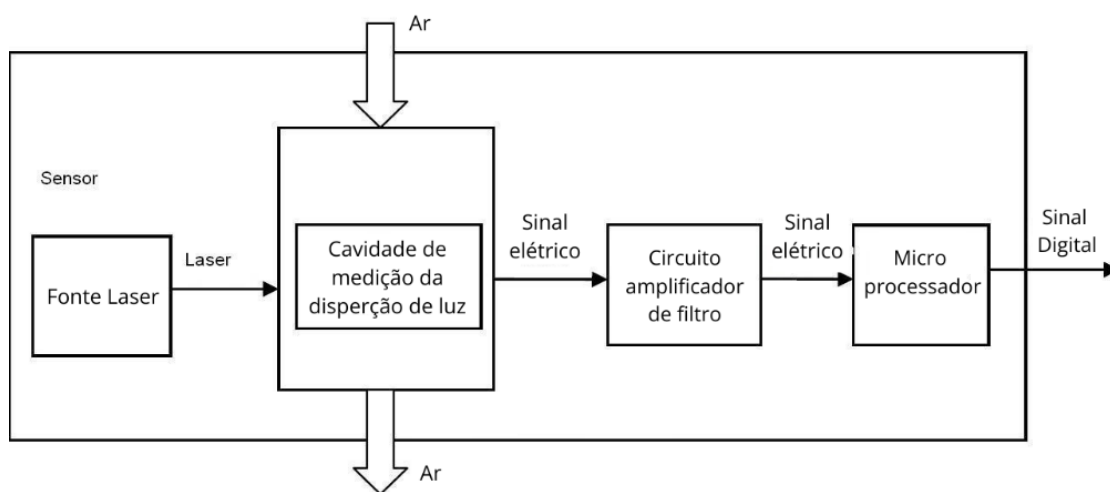 Ar
Sensor
Fonte Laser
Laser
Cavidade de
medição da
disperção de luz
Sinal
elétrico
Circuito
amplificador
de filtro
Sinal
elétrico
Micro
processador
Sinal
Digital
Ar